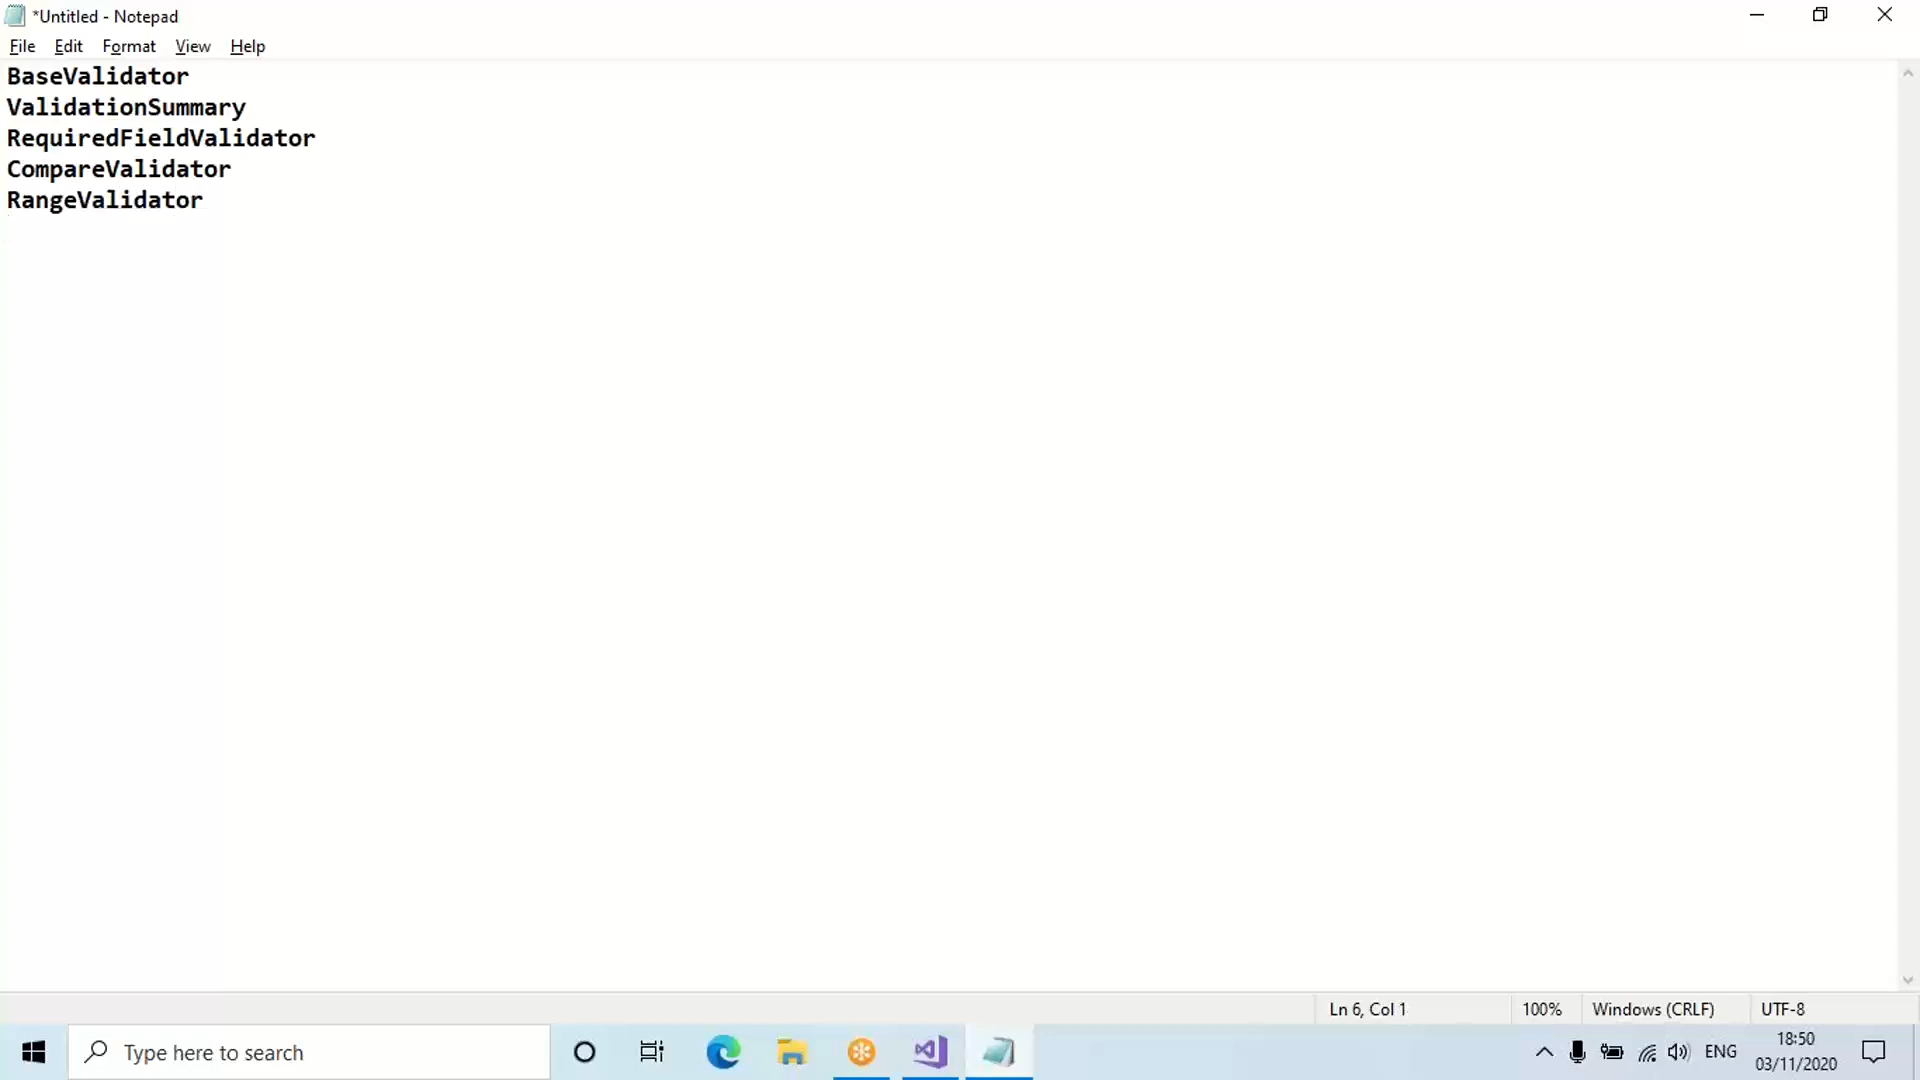 *Untitled - Notepad
File Edit Format View Help
BaseValidator
ValidationSummary
RequiredFieldValidator
CompareValidator
RangeValidator
Ln 6, Col 1 100% Windows (CRLF) UTF-8
Type here to search
ENG
18:50
03/11/2020